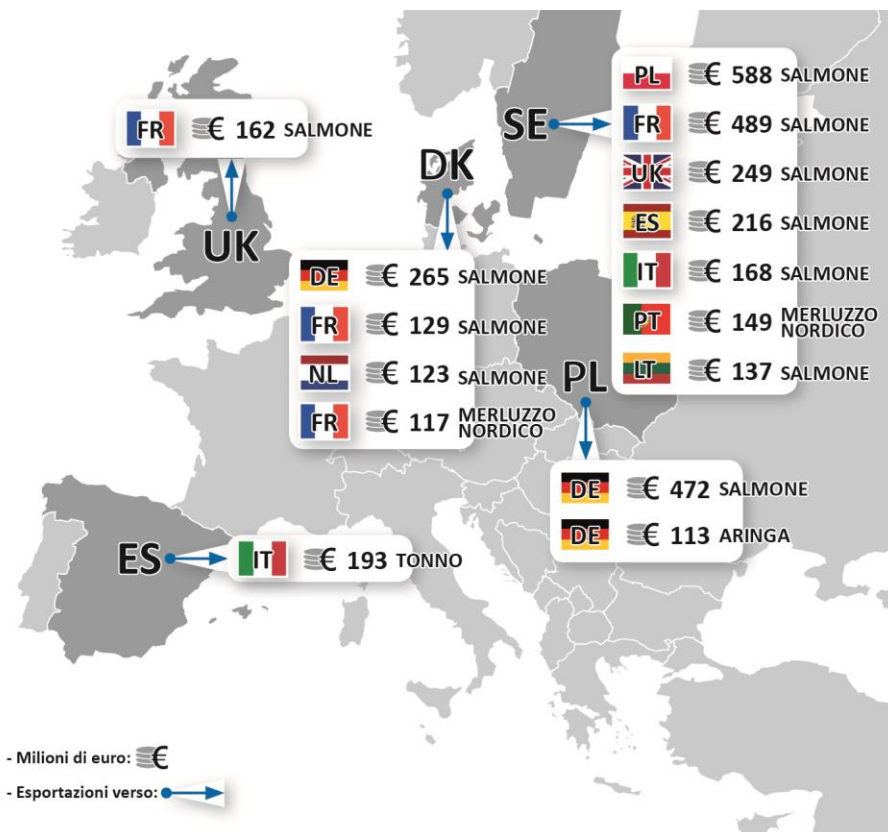 SE
PL € 588 SALMONE
FR € 489 SALMONE
UK € 249 SALMONE
ES € 216 SALMONE
IT € 168 SALMONE
PT € 149 MERLUZZO
NORDICO
LT € 137 SALMONE
FR € 162 SALMONE
UK
DK
DE € 265 SALMONE
FR € 129 SALMONE
NL € 123 SALMONE
FR € 117 MERLUZZO
NORDICO
PL
DE € 472 SALMONE
DE € 113 ARINGA
ES
IT € 193 TONNO
- Milioni di euro: €
- Esportazioni verso: